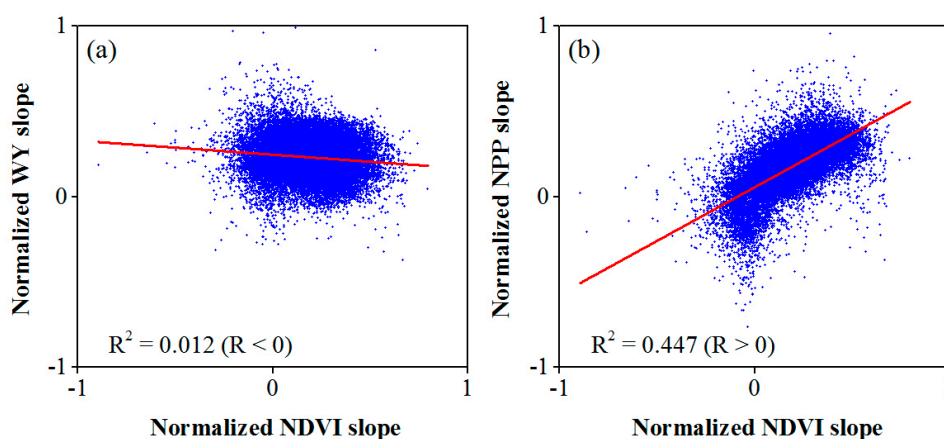 (a)
Normalized WY slope
1
0
-1
R² = 0.012 (R < 0)
-1 0 1
Normalized NDVI slope
(b)
Normalized NPP slope
1
0
-1
R² = 0.447 (R > 0)
-1 0 1
Normalized NDVI slope